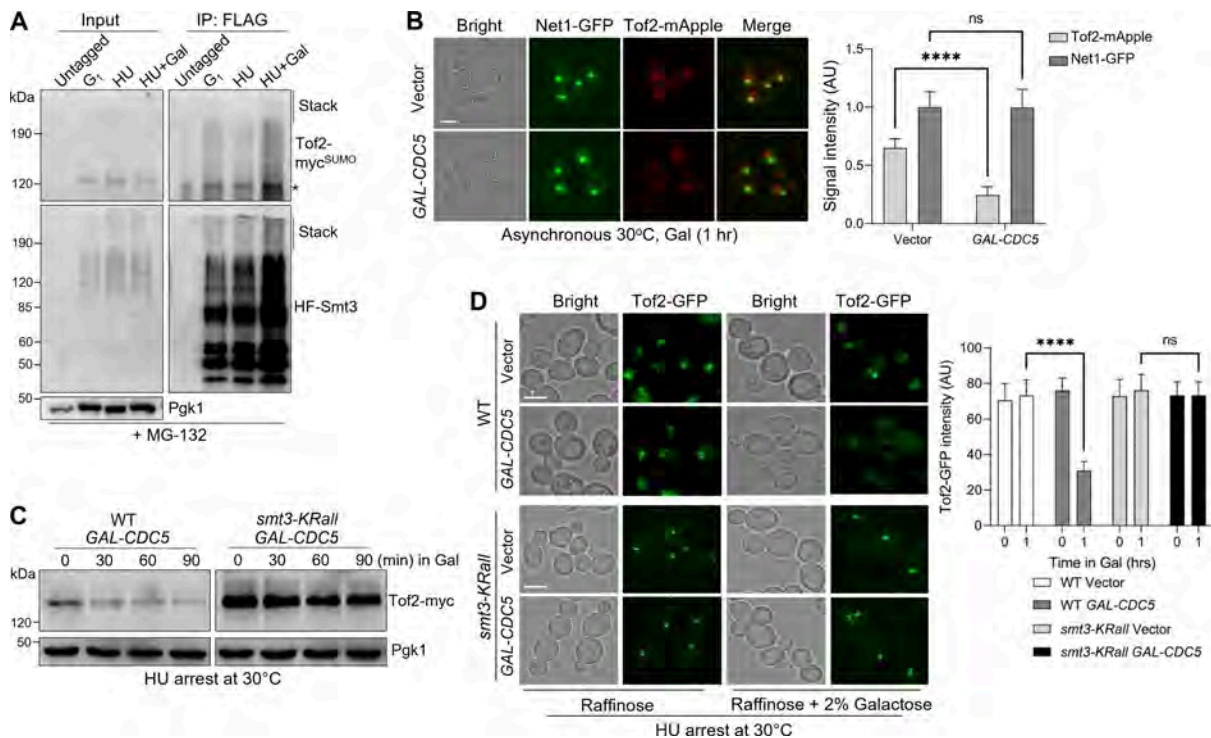 A
Input
IP: FLAG
Untagged
G1
HU
HU+Gal
Untagged
G1
HU
HU+Gal
kDa
190
120
Stack
Tof2-
mycSUMO
*
190
120
85
60
50
Stack
HF-Smt3
50
Pgk1
+ MG-132
B
Bright
Net1-GFP
Tof2-mApple
Merge
Vector
GAL-CDC5
Asynchronous 30°C, Gal (1 hr)
ns
****
Tof2-mApple
Net1-GFP
Signal intensity (AU)
1.5
1.0
0.5
0.0
Vector
GAL-CDC5
C
WT
GAL-CDC5
smt3-KRall
GAL-CDC5
0 30 60 90
0 30 60 90 (min) in Gal
kDa
120
Tof2-myc
50
Pgk1
HU arrest at 30°C
D
Bright
Tof2-GFP
Bright
Tof2-GFP
WT
Vector
GAL-CDC5
smt3-KRall
Vector
GAL-CDC5
Raffinose
Raffinose + 2% Galactose
HU arrest at 30°C
****
ns
Tof2-GFP intensity (AU)
100
80
60
40
20
0
0 1 0 1 0 1 0 1
Time in Gal (hrs)
WT Vector
WT GAL-CDC5
smt3-KRall Vector
smt3-KRall GAL-CDC5